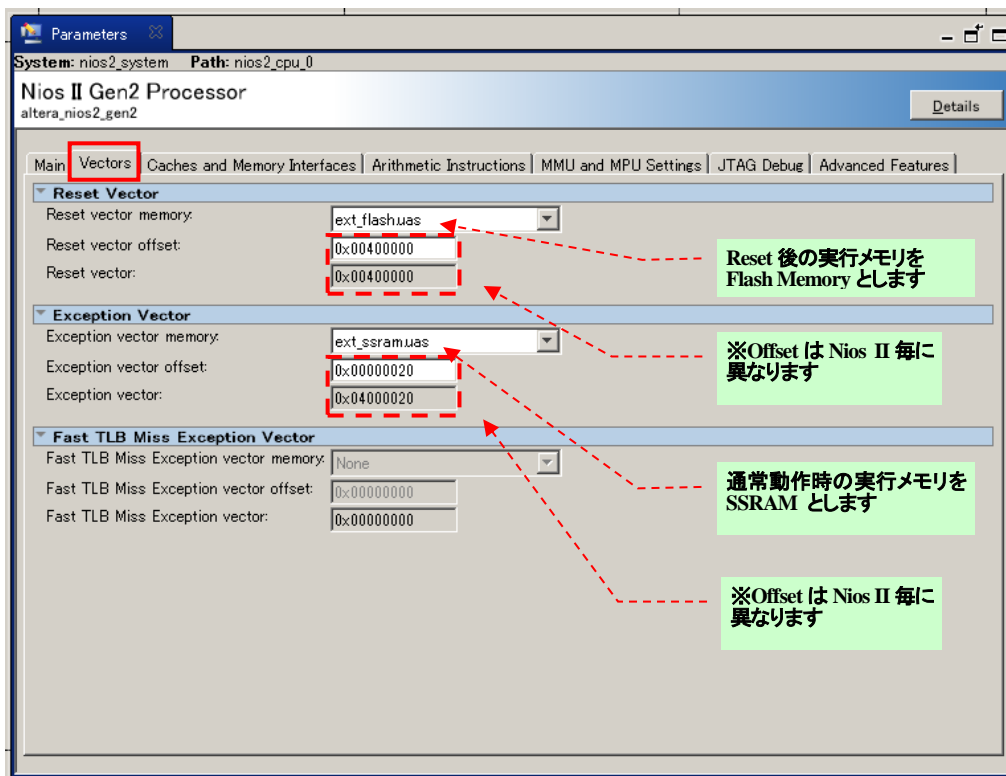 Parameters
System: nios2_system Path: nios2_cpu_0
Nios II Gen2 Processor
altera_nios2_gen2
Details
Main Vectors Caches and Memory Interfaces Arithmetic Instructions MMU and MPU Settings JTAG Debug Advanced Features
Reset Vector
Reset vector memory: ext_flash.uas
Reset vector offset: 0x00400000
Reset vector: 0x00400000
Reset 後の実行メモリを
Flash Memory とします
Exception Vector
Exception vector memory: ext_ssram.uas
Exception vector offset: 0x00000020
Exception vector: 0x04000020
※Offset は Nios II 毎に
異なります
Fast TLB Miss Exception Vector
Fast TLB Miss Exception vector memory: None
Fast TLB Miss Exception vector offset: 0x00000000
Fast TLB Miss Exception vector: 0x00000000
通常動作時の実行メモリを
SSRAM とします
※Offset は Nios II 毎に
異なります